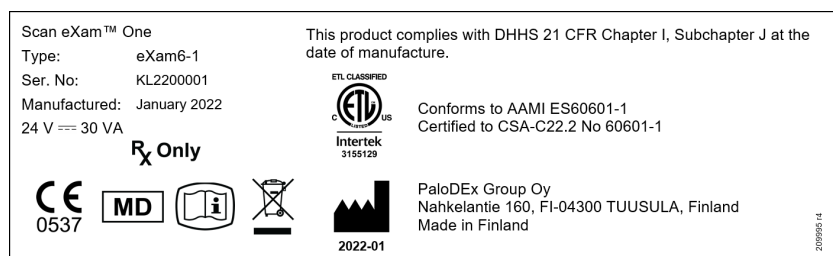 Scan eXam™ One
Type: eXam6-1
Ser. No: KL2200001
Manufactured: January 2022
24 V ⎓ 30 VA
Rx Only
CE
0537
MD
i
This product complies with DHHS 21 CFR Chapter I, Subchapter J at the
date of manufacture.
ETL CLASSIFIED
ETL
LISTED
C US
Intertek
3155129
Conforms to AAMI ES60601-1
Certified to CSA-C22.2 No 60601-1
2022-01
PaloDEx Group Oy
Nahkelantie 160, FI-04300 TUUSULA, Finland
Made in Finland
209995 r4